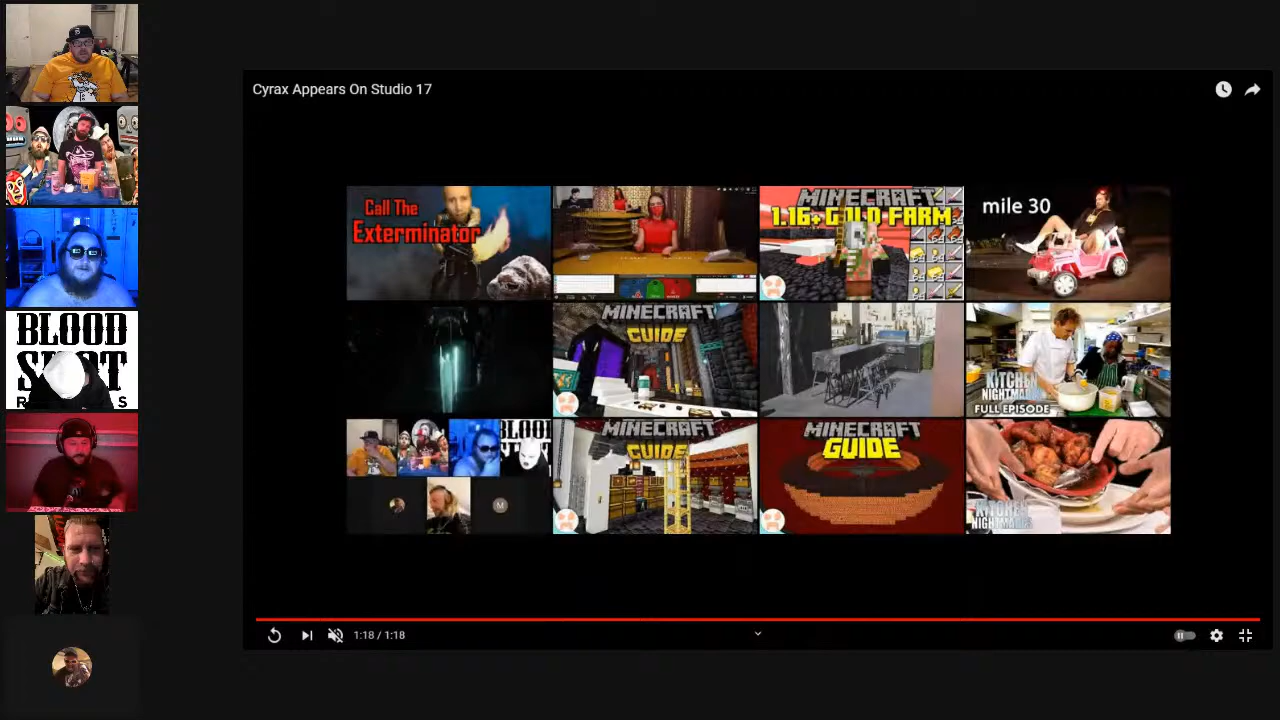 BLOOD
Cyrax Appears On Studio 17
Call The
Exterminator
MINECRAFT
1.16+ GOLD FARM
mile 30
MINECRAFT
GUIDE
KITCHEN
NIGHTMARES
FULL EPISODE
MINECRAFT
GUIDE
MINECRAFT
GUIDE
KITCHEN
NIGHTMARES
M
1:18 / 1:18